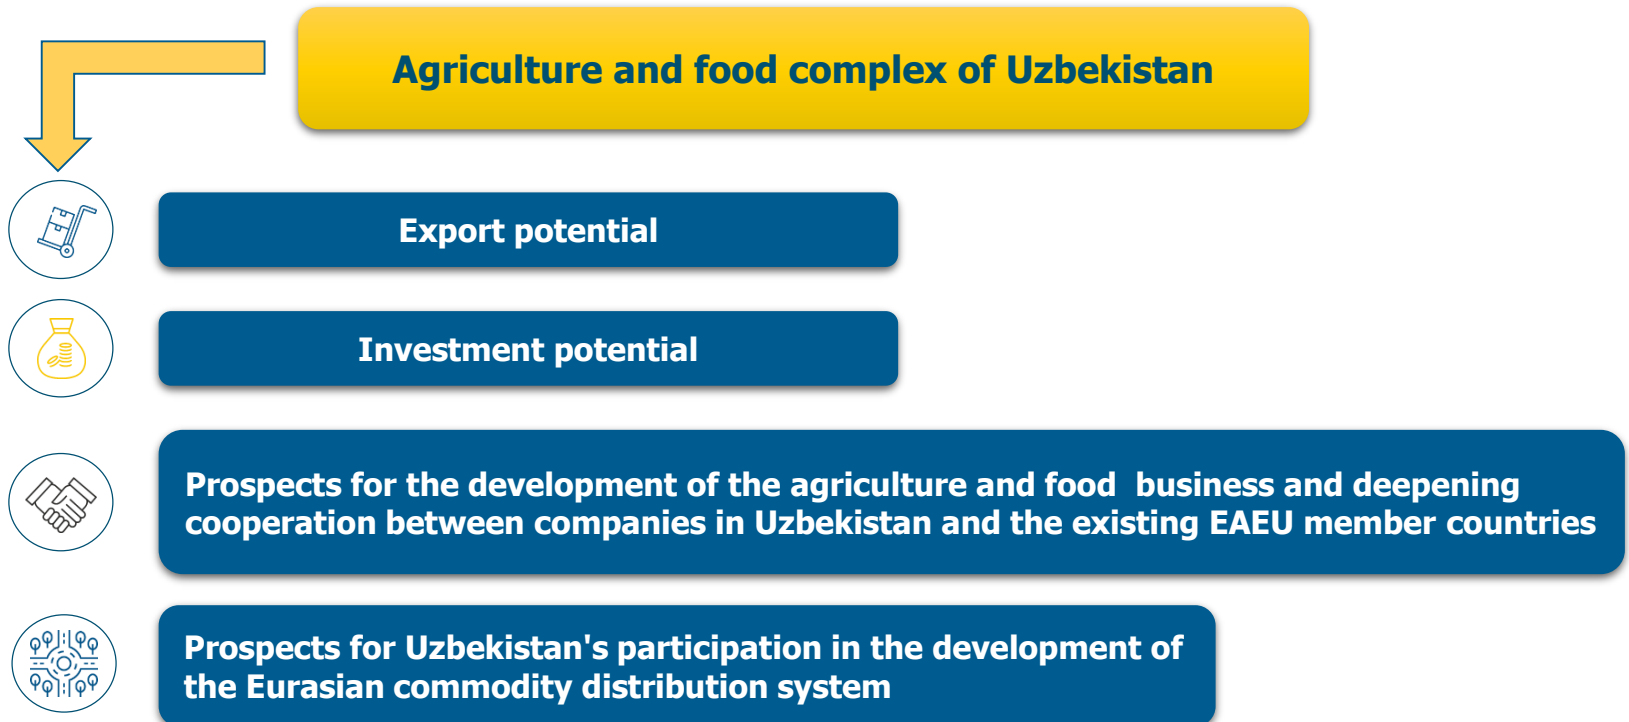 Agriculture and food complex of Uzbekistan
Export potential
Investment potential
Prospects for the development of the agriculture and food  business and deepening
cooperation between companies in Uzbekistan and the existing EAEU member countries
Prospects for Uzbekistan's participation in the development of
the Eurasian commodity distribution system